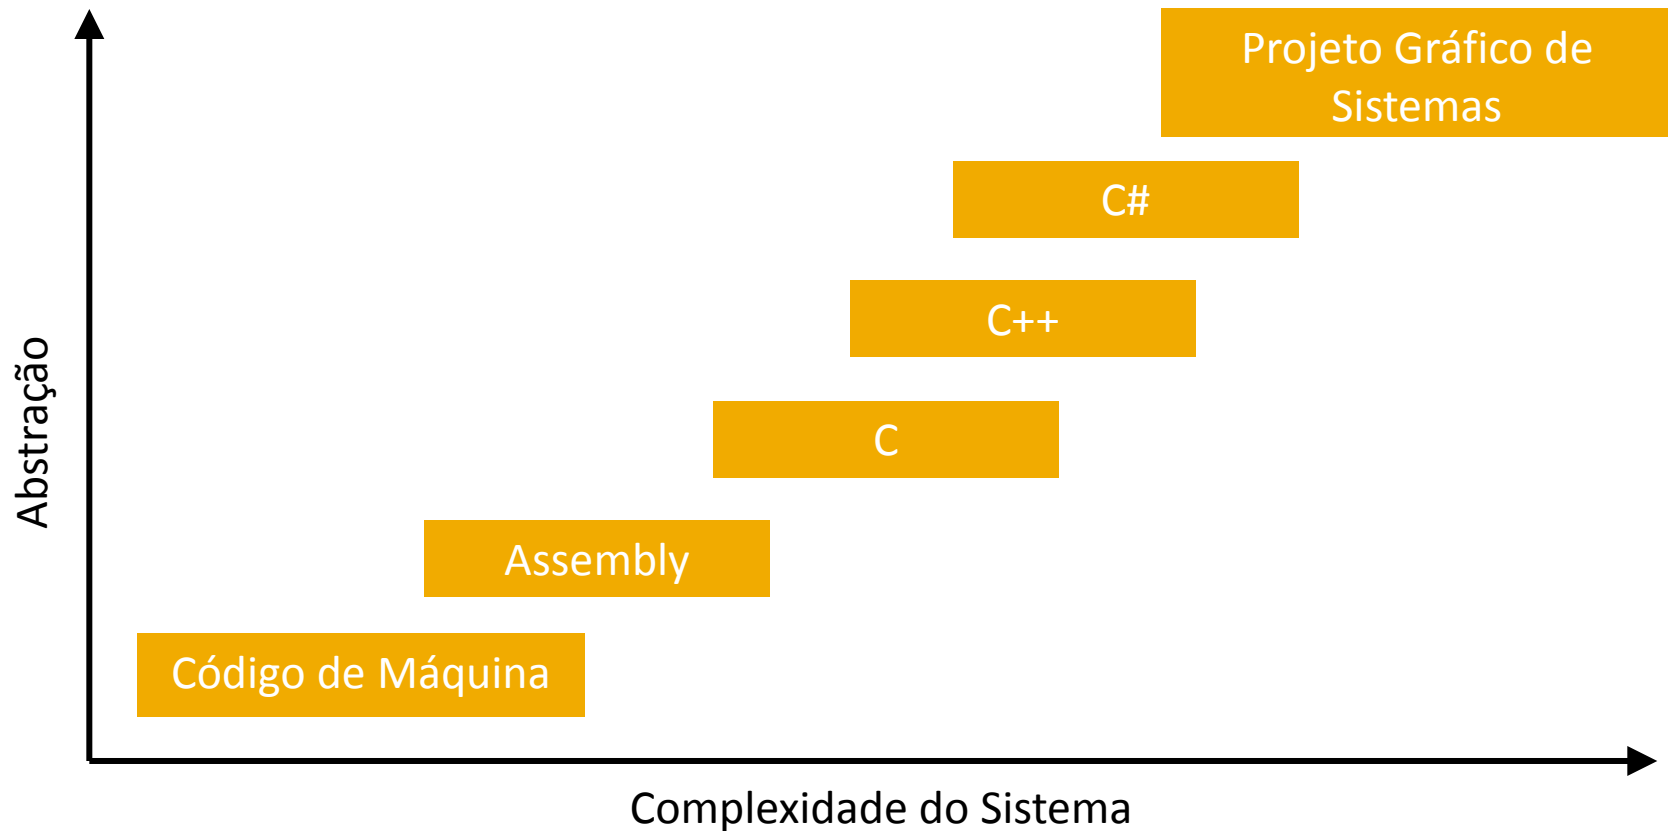 Projeto Gráfico de
Sistemas
C#
C++
C
Assembly
Código de Máquina
Abstração
Complexidade do Sistema